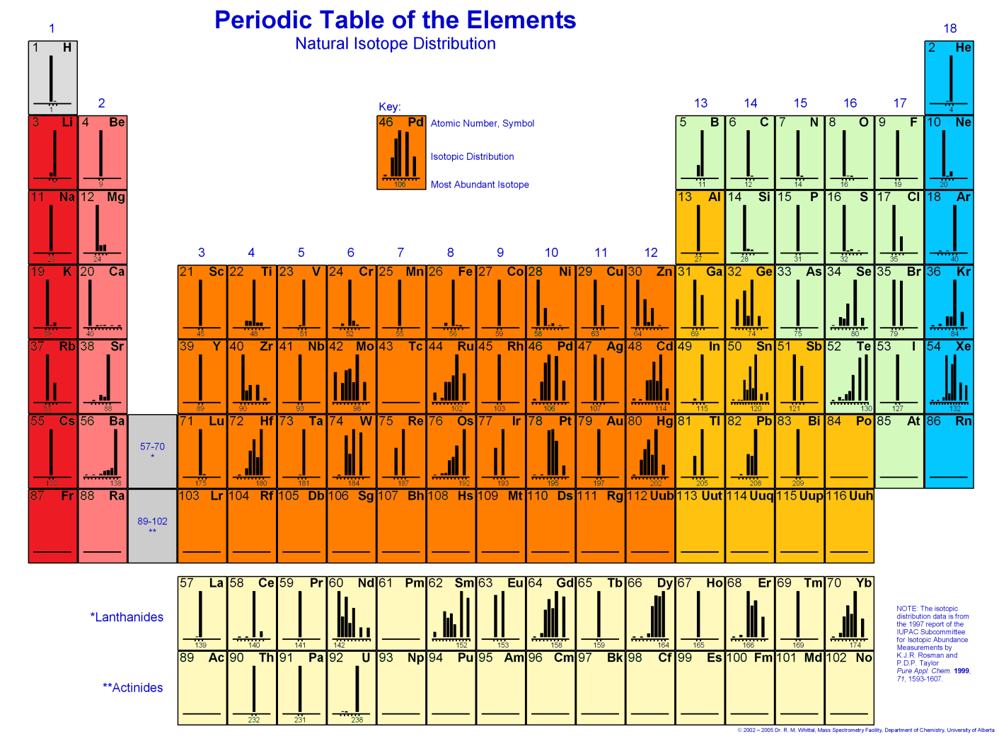 Periodic Table of the Elements
Natural Isotope Distribution
1 18
1 H 2 He
1 4
2 13 14 15 16 17
Key:
46 Pd Atomic Number, Symbol
Isotopic Distribution
106 Most Abundant Isotope
3 Li 4 Be 5 B 6 C 7 N 8 O 9 F 10 Ne
7 9 11 12 14 16 19 20
11 Na 12 Mg 13 Al 14 Si 15 P 16 S 17 Cl 18 Ar
23 24 27 28 31 32 35 40
3 4 5 6 7 8 9 10 11 12
19 K 20 Ca 21 Sc 22 Ti 23 V 24 Cr 25 Mn 26 Fe 27 Co 28 Ni 29 Cu 30 Zn 31 Ga 32 Ge 33 As 34 Se 35 Br 36 Kr
39 40 45 48 51 52 55 56 59 58 63 64 69 74 75 80 79 84
37 Rb 38 Sr 39 Y 40 Zr 41 Nb 42 Mo 43 Tc 44 Ru 45 Rh 46 Pd 47 Ag 48 Cd 49 In 50 Sn 51 Sb 52 Te 53 I 54 Xe
85 88 89 90 93 98 102 103 106 107 114 115 120 121 130 127 132
55 Cs 56 Ba 71 Lu 72 Hf 73 Ta 74 W 75 Re 76 Os 77 Ir 78 Pt 79 Au 80 Hg 81 Tl 82 Pb 83 Bi 84 Po 85 At 86 Rn
57-70
*
133 138 175 180 181 184 187 192 193 195 197 202 205 208 209
87 Fr 88 Ra 103 Lr 104 Rf 105 Db 106 Sg 107 Bh 108 Hs 109 Mt 110 Ds 111 Rg 112 Uub 113 Uut 114 Uuq 115 Uup 116 Uuh
89-102
**
*Lanthanides
57 La 58 Ce 59 Pr 60 Nd 61 Pm 62 Sm 63 Eu 64 Gd 65 Tb 66 Dy 67 Ho 68 Er 69 Tm 70 Yb
139 140 141 142 152 153 158 159 164 165 166 169 174
**Actinides
89 Ac 90 Th 91 Pa 92 U 93 Np 94 Pu 95 Am 96 Cm 97 Bk 98 Cf 99 Es 100 Fm 101 Md 102 No
232 231 238
NOTE: The isotopic
distribution data is from
the 1997 report of the
IUPAC Subcommittee
for Isotopic Abundance
Measurements by
K.J.R. Rosman and
P.D.P. Taylor
Pure Appl. Chem. 1999,
71, 1593-1607.
© 2002 – 2005 Dr. R. M. Whittal, Mass Spectrometry Facility, Department of Chemistry, University of Alberta